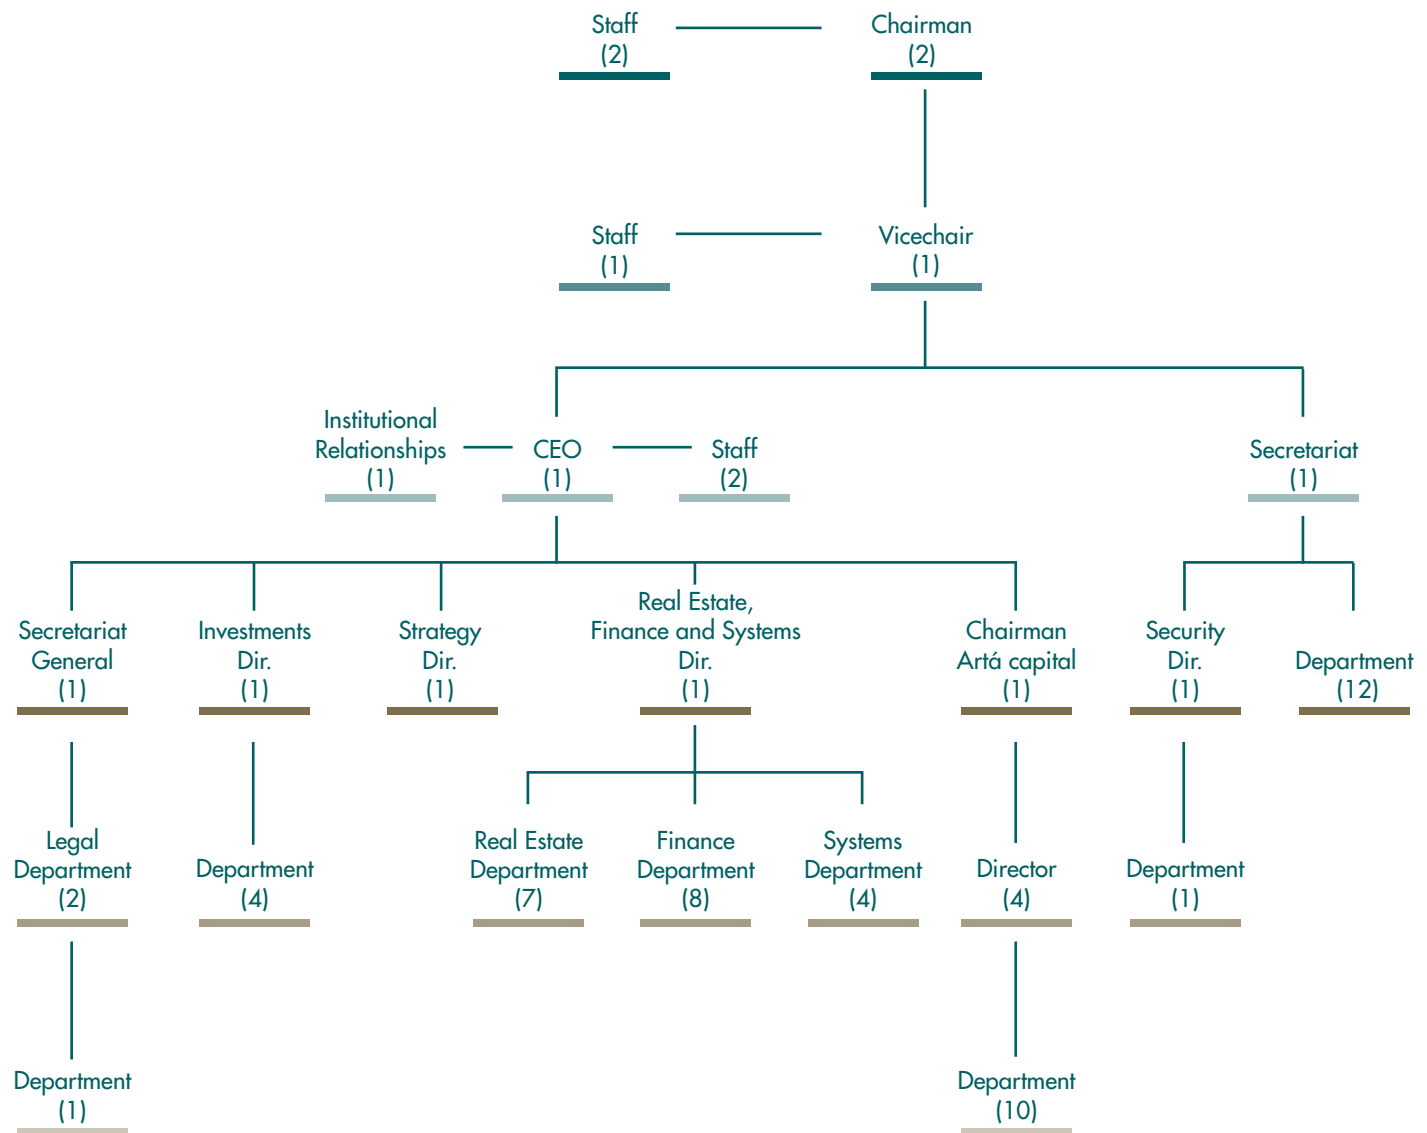 Staff
(2)
Chairman
(2)
Staff
(1)
Vicechair
(1)
Institutional
Relationships
(1)
CEO
(1)
Staff
(2)
Secretariat
(1)
Secretariat
General
(1)
Investments
Dir.
(1)
Strategy
Dir.
(1)
Real Estate,
Finance and Systems
Dir.
(1)
Chairman
Artá capital
(1)
Security
Dir.
(1)
Department
(12)
Legal
Department
(2)
Department
(4)
Real Estate
Department
(7)
Finance
Department
(8)
Systems
Department
(4)
Director
(4)
Department
(1)
Department
(1)
Department
(10)